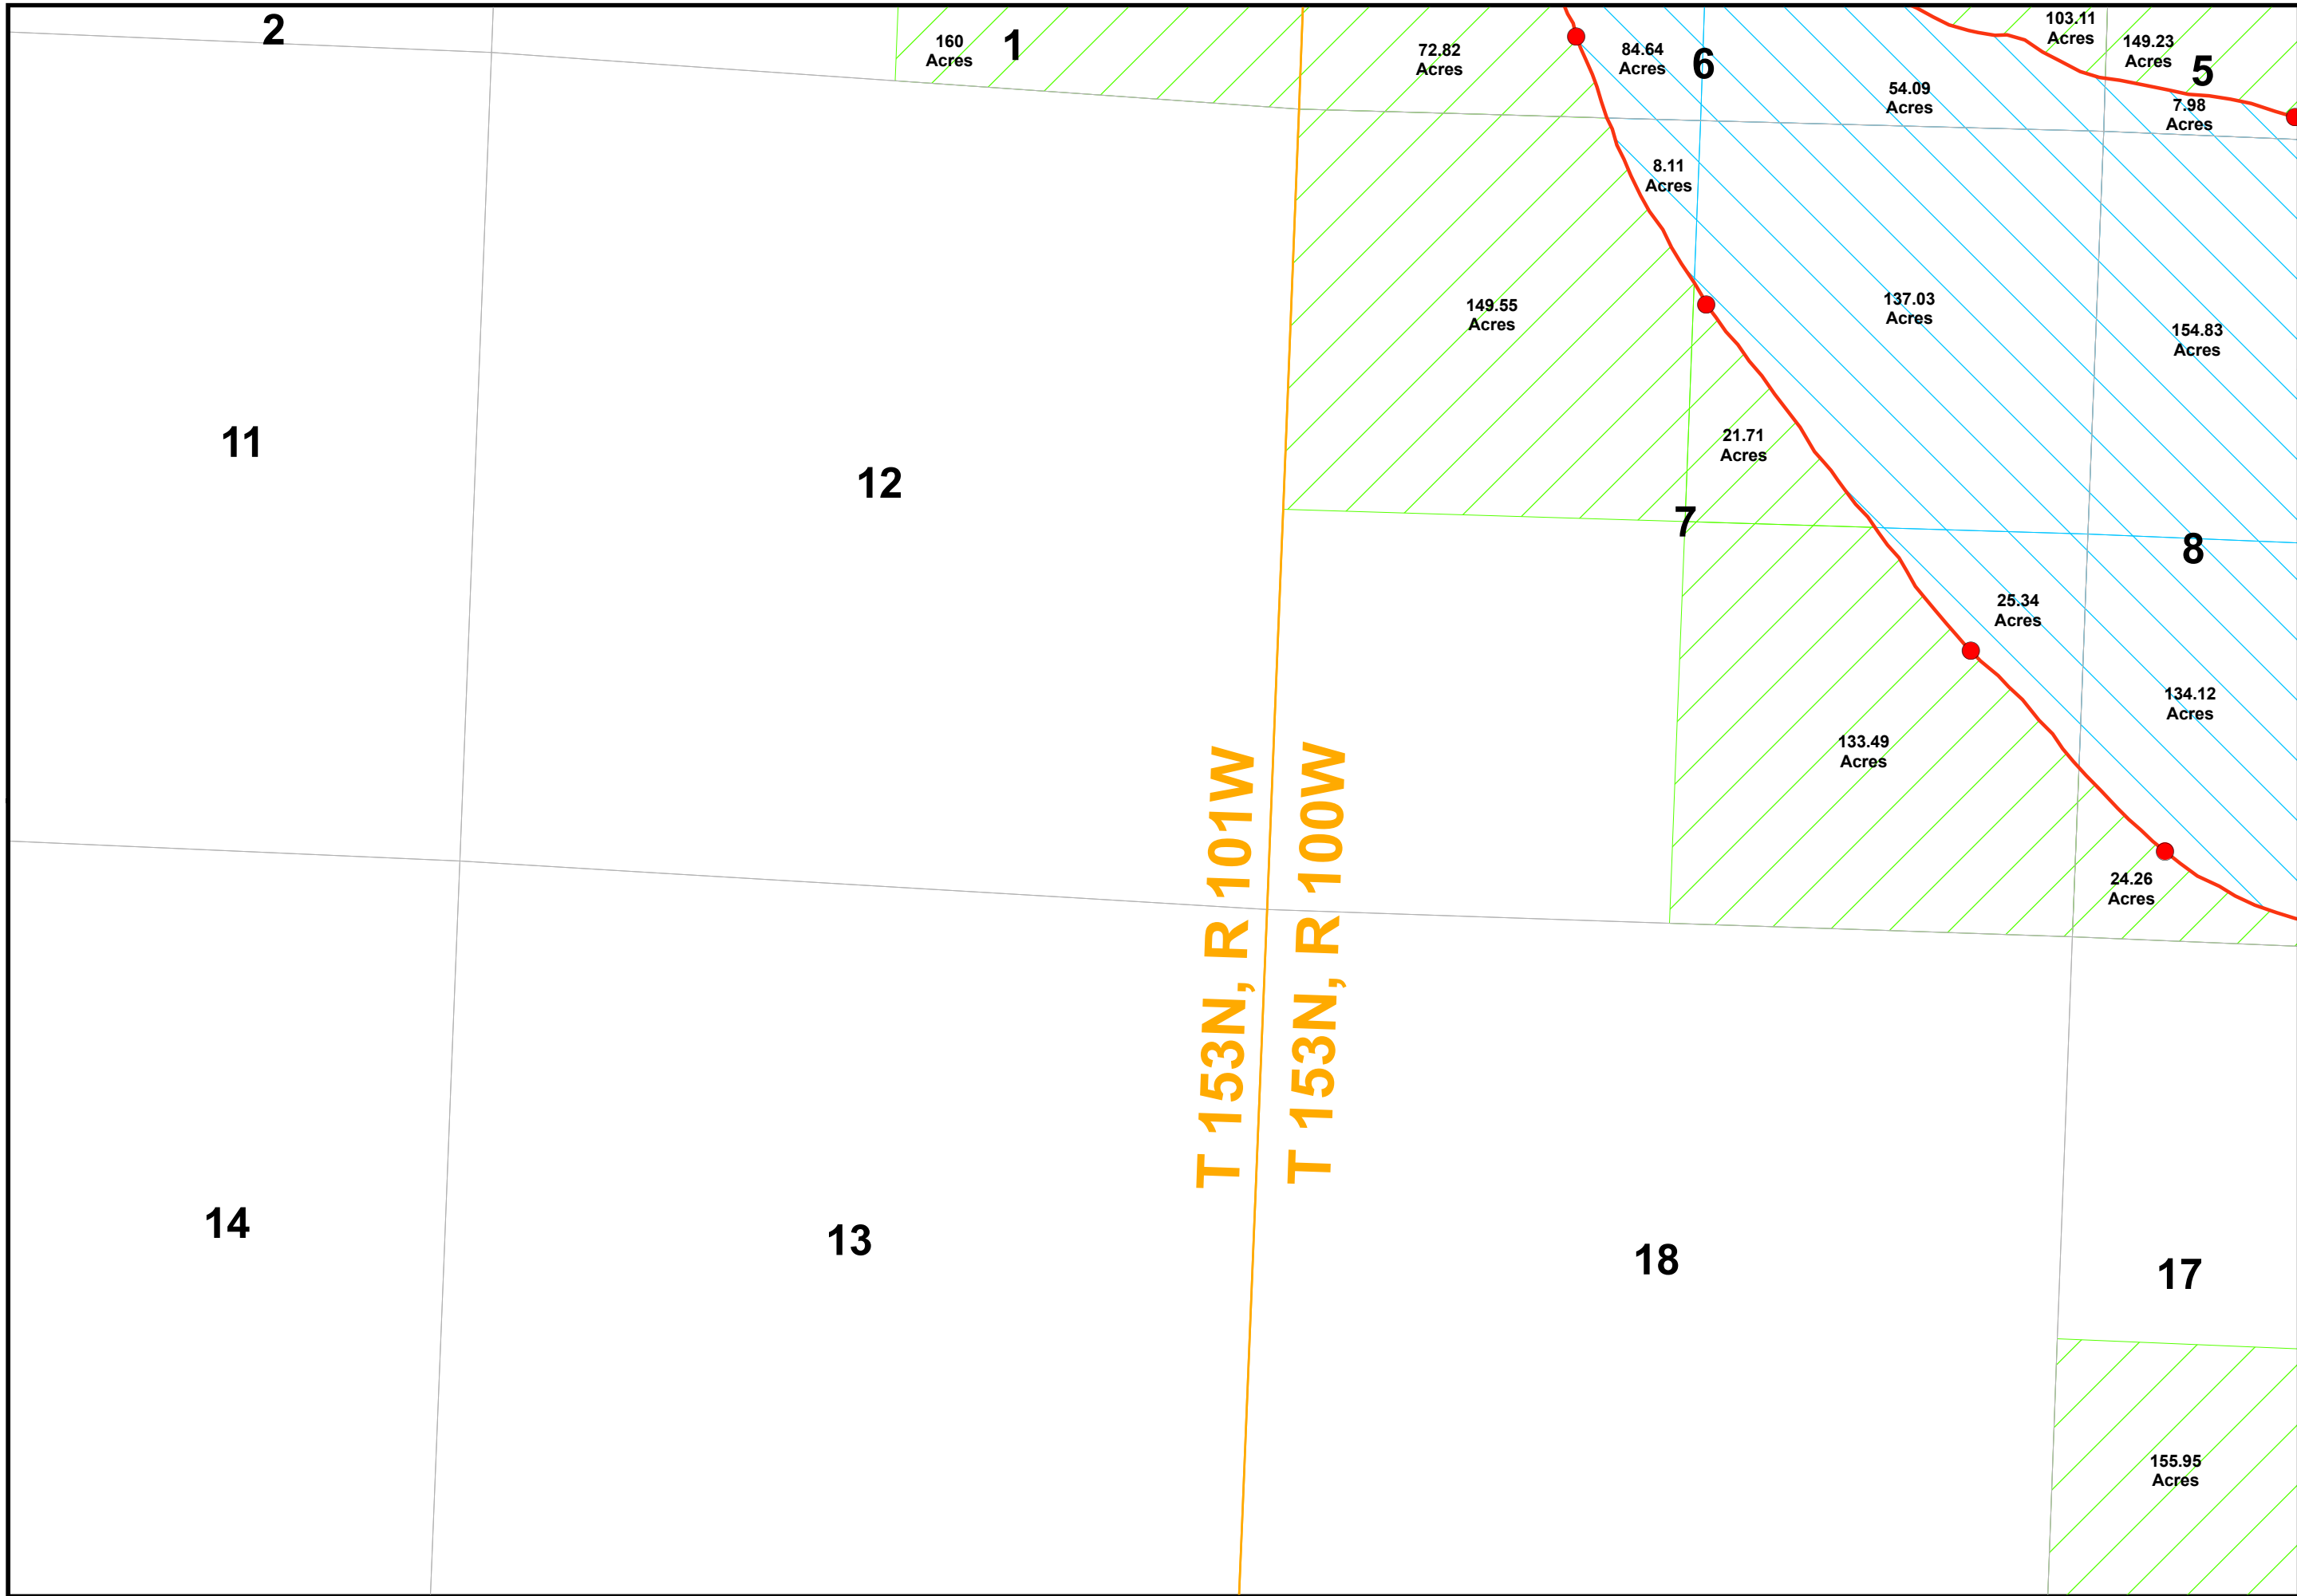 2
160
Acres
1
72.82
Acres
84.64
Acres
6
54.09
Acres
103.11
Acres
149.23
Acres
5
7.98
Acres
8.11
Acres
149.55
Acres
137.03
Acres
154.83
Acres
11
12
21.71
Acres
7
8
25.34
Acres
134.12
Acres
133.49
Acres
24.26
Acres
T 153N, R 101W
T 153N, R 100W
14
13
18
17
155.95
Acres